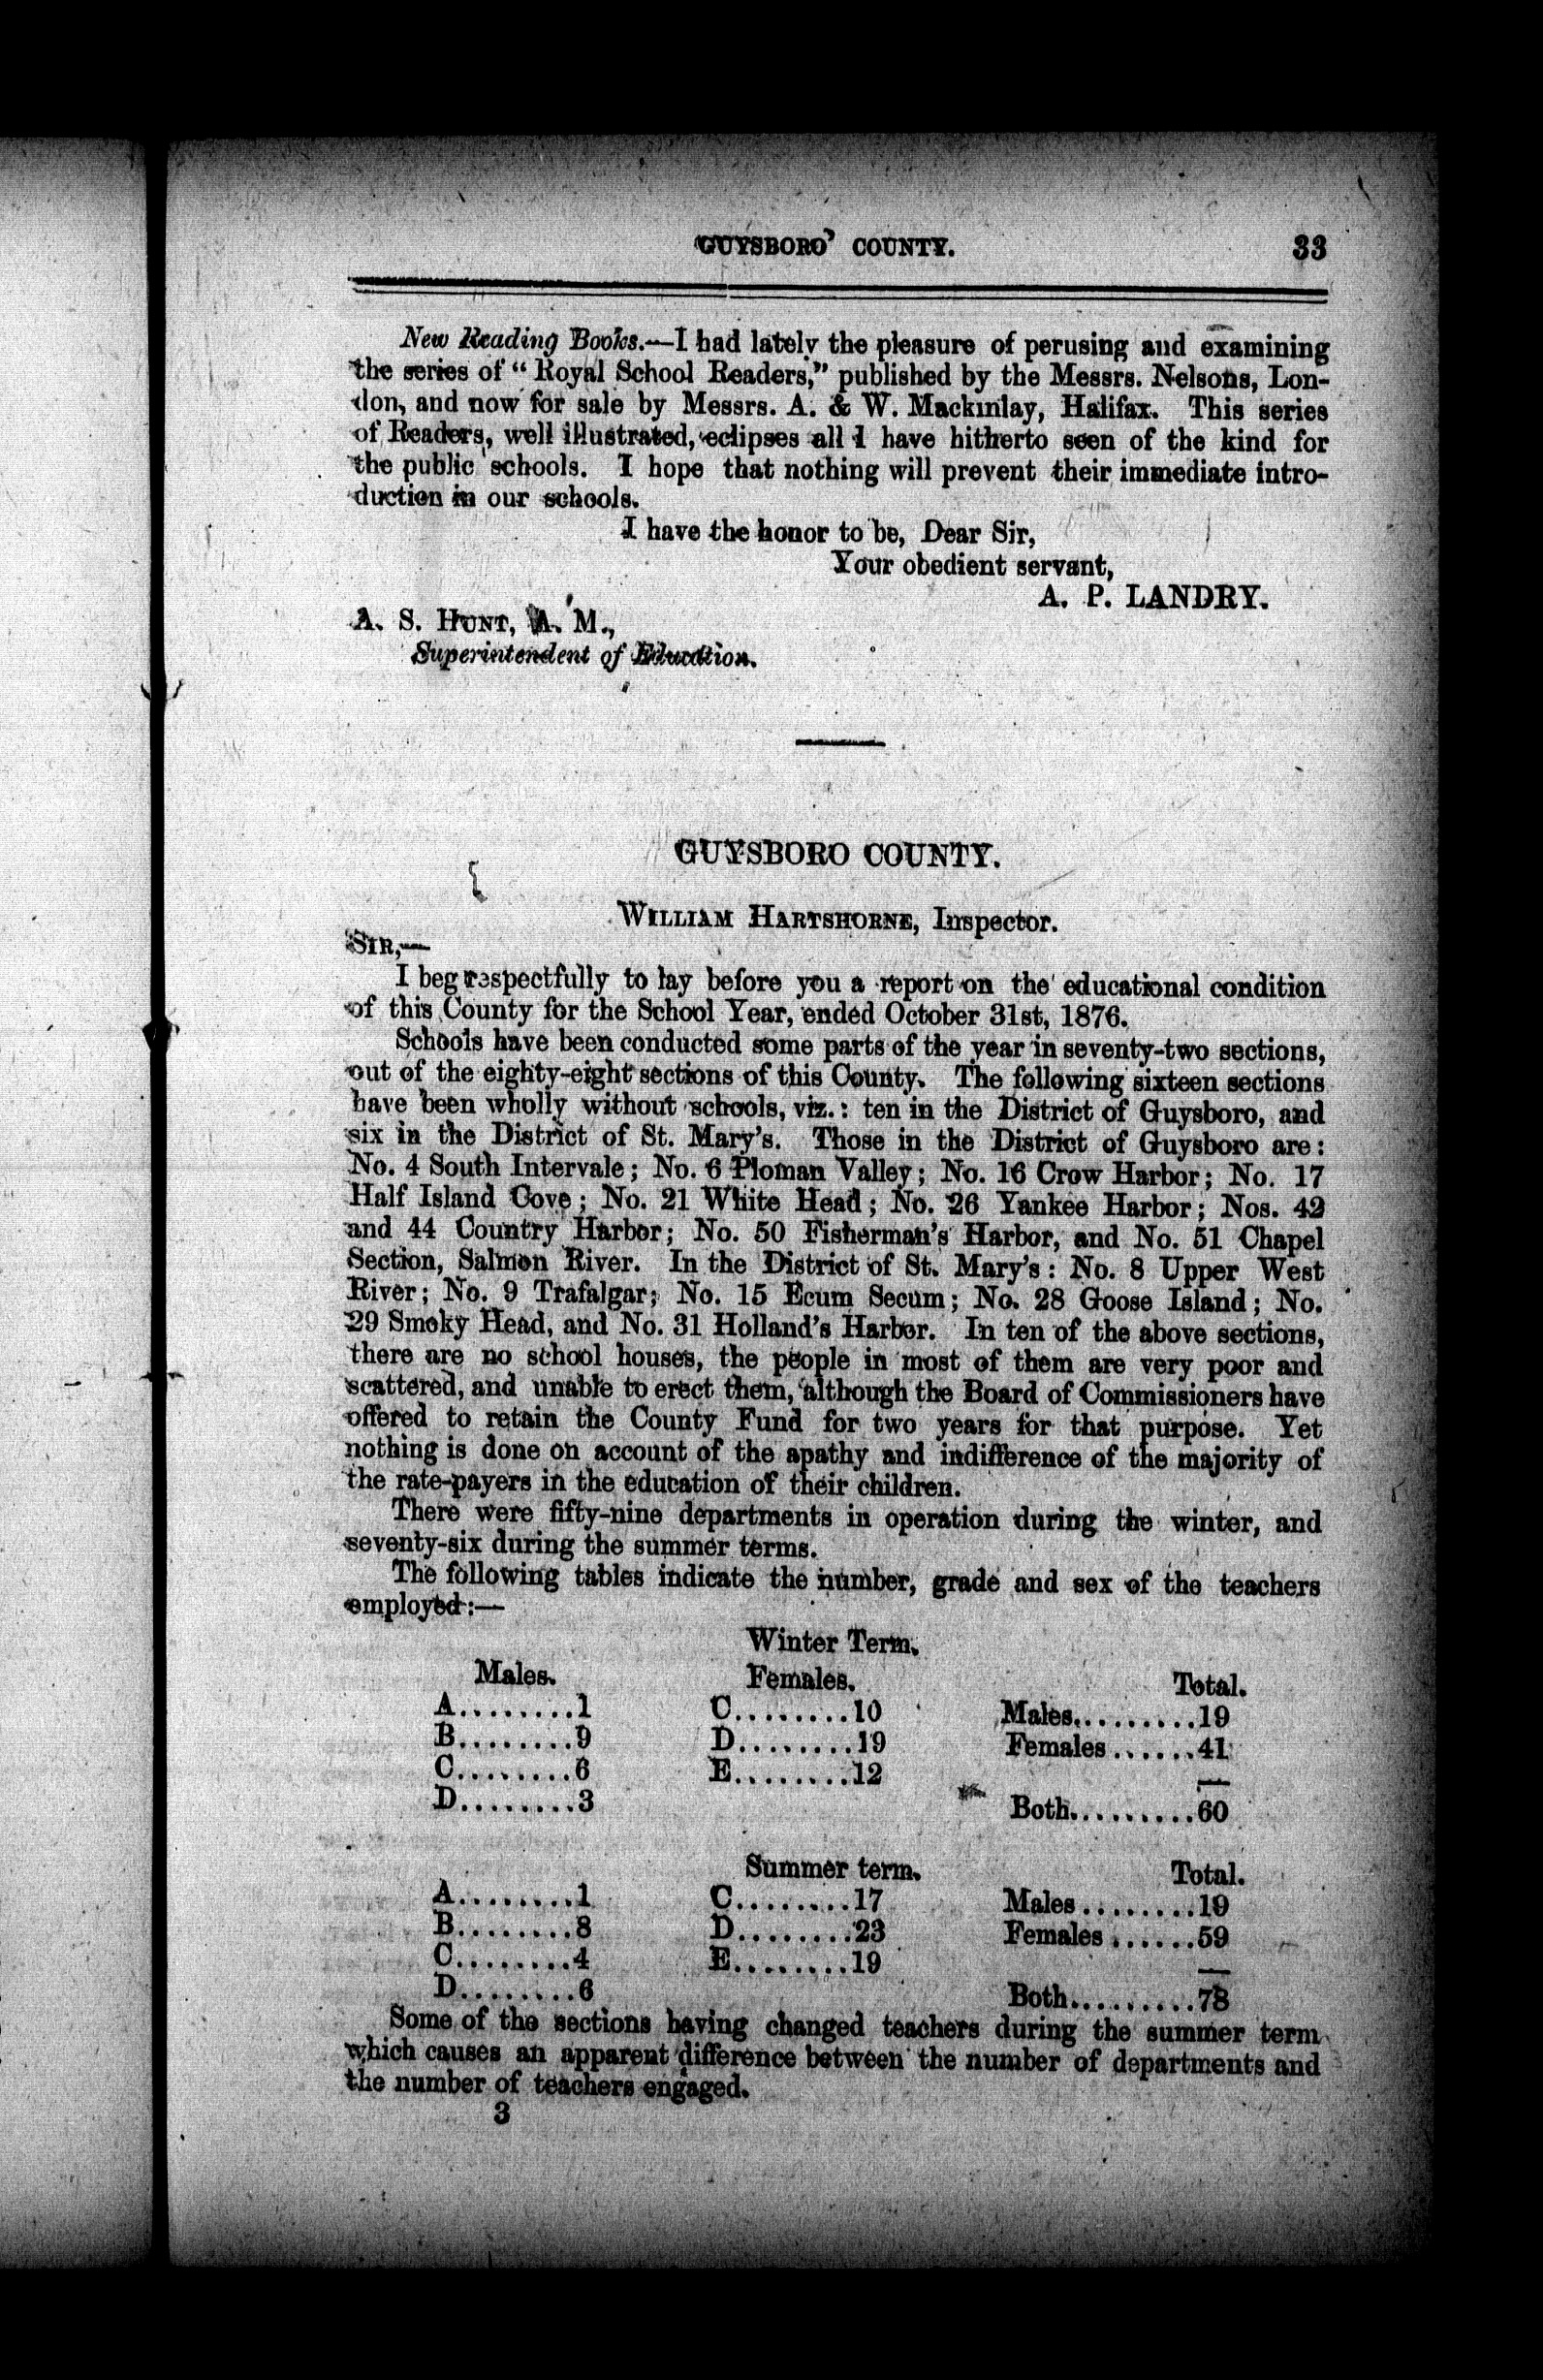 GUYSBORO' COUNTY. 33
New Reading Books.—I had lately the pleasure of perusing and examining
the series of "Royal School Readers," published by the Messrs. Nelsons, Lon-
don, and now for sale by Messrs. A. & W. Mackinlay, Halifax. This series
of Readers, well illustrated, eclipses all I have hitherto seen of the kind for
the public schools. I hope that nothing will prevent their immediate intro-
duction in our schools.
I have the honor to be, Dear Sir,
Your obedient servant,
A. P. LANDRY.
A. S. HUNT, A. M.,
Superintendent of Education.
GUYSBORO COUNTY.
WILLIAM HARTSHORNE, Inspector.
SIR,—
I beg respectfully to lay before you a report on the educational condition
of this County for the School Year, ended October 31st, 1876.
Schools have been conducted some parts of the year in seventy-two sections,
out of the eighty-eight sections of this County. The following sixteen sections
have been wholly without schools, viz.: ten in the District of Guysboro, and
six in the District of St. Mary's. Those in the District of Guysboro are:
No. 4 South Intervale; No. 6 Ploman Valley; No. 16 Crow Harbor; No. 17
Half Island Cove; No. 21 White Head; No. 26 Yankee Harbor; Nos. 42
and 44 Country Harbor; No. 50 Fisherman's Harbor, and No. 51 Chapel
Section, Salmon River. In the District of St. Mary's: No. 8 Upper West
River; No. 9 Trafalgar; No. 15 Ecum Secum; No. 28 Goose Island; No.
29 Smoky Head, and No. 31 Holland's Harbor. In ten of the above sections,
there are no school houses, the people in most of them are very poor and
scattered, and unable to erect them, although the Board of Commissioners have
offered to retain the County Fund for two years for that purpose. Yet
nothing is done on account of the apathy and indifference of the majority of
the rate-payers in the education of their children.
There were fifty-nine departments in operation during the winter, and
seventy-six during the summer terms.
The following tables indicate the number, grade and sex of the teachers
employed:—
Winter Term.
Males. Females. Total.
A........1 C........10 Males.........19
B........9 D........19 Females......41
C........6 E........12
D........3 Both.........60
Summer term. Total.
A........1 C........17 Males........19
B........8 D........23 Females......59
C........4 E........19
D........6 Both.........78
Some of the sections having changed teachers during the summer term
which causes an apparent difference between the number of departments and
the number of teachers engaged.
3